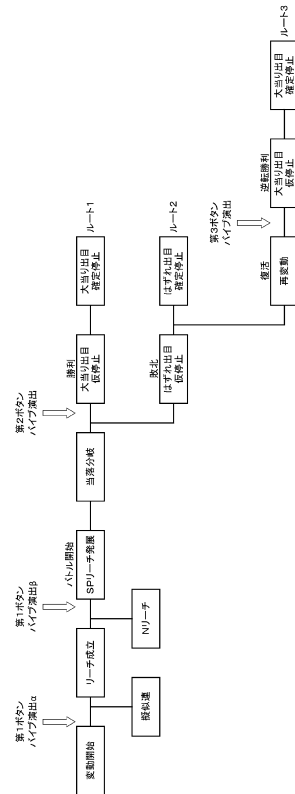 第1ボタン
バイブ演出α
変動開始
擬似連
リーチ成立
第1ボタン
バイブ演出β
Nリーチ
バトル開始
SPリーチ発展
当落分岐
第2ボタン
バイブ演出
勝利
大当り出目
仮停止
大当り出目
確定停止
ルート1
敗北
はずれ出目
仮停止
はずれ出目
確定停止
ルート2
復活
再変動
第3ボタン
バイブ演出
逆転勝利
大当り出目
仮停止
大当り出目
確定停止
ルート3